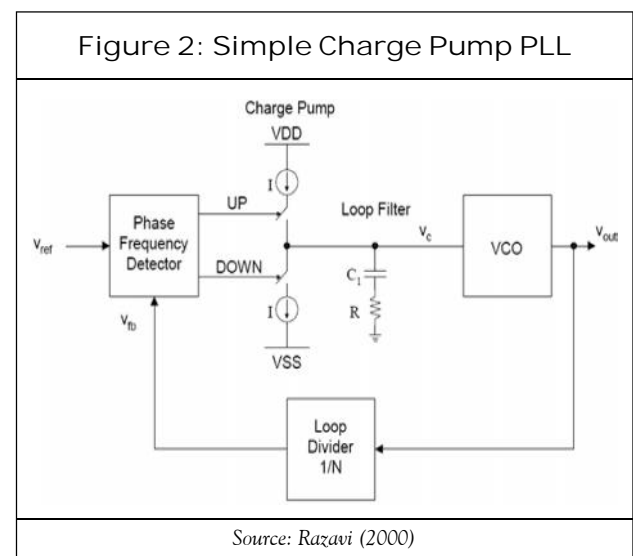 Figure 2: Simple Charge Pump PLL
Charge Pump
VDD
I
UP
Loop Filter
Phase
Frequency
Detector
Vref
Vc
VCO
Vout
DOWN
C1
R
I
Vfb
VSS
Loop
Divider
1/N
Source: Razavi (2000)